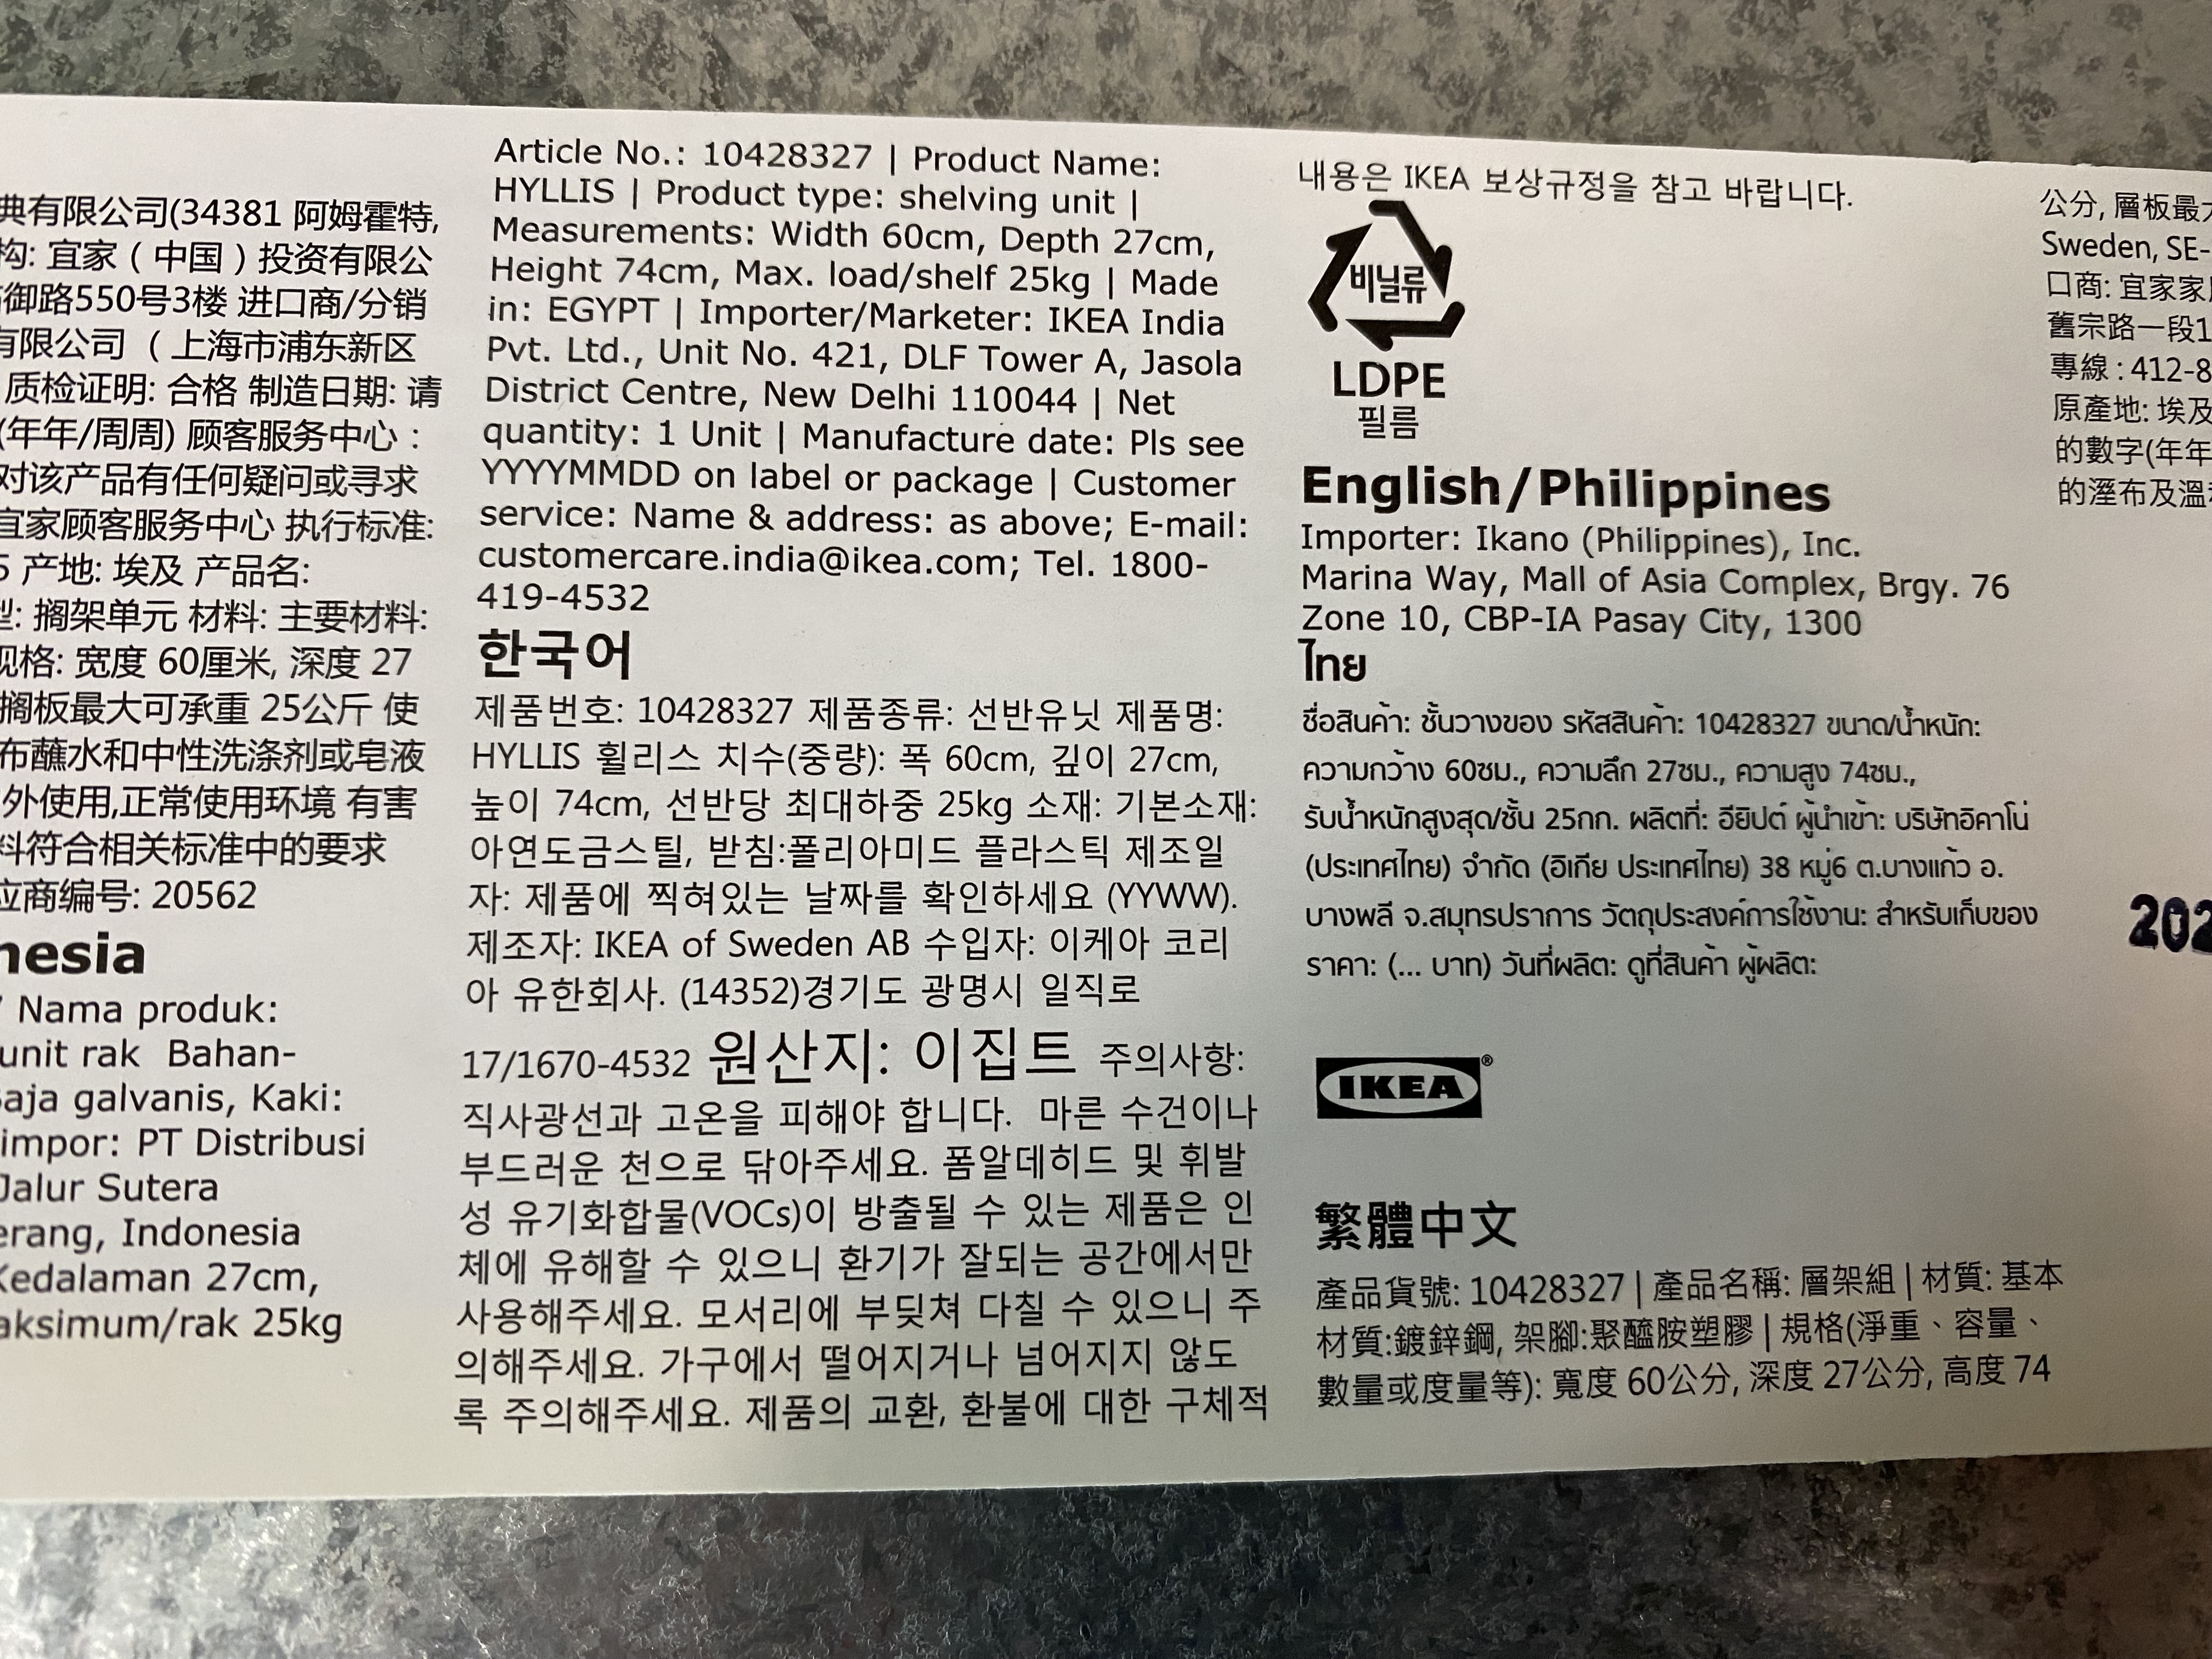 典有限公司(34381 阿姆霍特,
构: 宜家（中国）投资有限公
御路550号3楼 进口商/分销
有限公司（上海市浦东新区
质检证明: 合格 制造日期: 请
(年年/周周) 顾客服务中心：
对该产品有任何疑问或寻求
宜家顾客服务中心 执行标准:
5 产地: 埃及 产品名:
型: 搁架单元 材料: 主要材料:
规格: 宽度 60厘米, 深度 27
搁板最大可承重 25公斤 使
布蘸水和中性洗涤剂或皂液
外使用,正常使用环境 有害
料符合相关标准中的要求
应商编号: 20562
nesia
Nama produk:
unit rak Bahan-
Baja galvanis, Kaki:
impor: PT Distribusi
Jalur Sutera
erang, Indonesia
Kedalaman 27cm,
aksimum/rak 25kg
Article No.: 10428327 | Product Name:
HYLLIS | Product type: shelving unit |
Measurements: Width 60cm, Depth 27cm,
Height 74cm, Max. load/shelf 25kg | Made
in: EGYPT | Importer/Marketer: IKEA India
Pvt. Ltd., Unit No. 421, DLF Tower A, Jasola
District Centre, New Delhi 110044 | Net
quantity: 1 Unit | Manufacture date: Pls see
YYYYMMDD on label or package | Customer
service: Name & address: as above; E-mail:
customercare.india@ikea.com; Tel. 1800-
419-4532
한국어
제품번호: 10428327 제품종류: 선반유닛 제품명:
HYLLIS 휠리스 치수(중량): 폭 60cm, 깊이 27cm,
높이 74cm, 선반당 최대하중 25kg 소재: 기본소재:
아연도금스틸, 받침:폴리아미드 플라스틱 제조일
자: 제품에 찍혀있는 날짜를 확인하세요 (YYWW).
제조자: IKEA of Sweden AB 수입자: 이케아 코리
아 유한회사. (14352)경기도 광명시 일직로
17/1670-4532 원산지: 이집트 주의사항:
직사광선과 고온을 피해야 합니다. 마른 수건이나
부드러운 천으로 닦아주세요. 폼알데히드 및 휘발
성 유기화합물(VOCs)이 방출될 수 있는 제품은 인
체에 유해할 수 있으니 환기가 잘되는 공간에서만
사용해주세요. 모서리에 부딪쳐 다칠 수 있으니 주
의해주세요. 가구에서 떨어지거나 넘어지지 않도
록 주의해주세요. 제품의 교환, 환불에 대한 구체적
내용은 IKEA 보상규정을 참고 바랍니다.
비닐류
LDPE
필름
English/Philippines
Importer: Ikano (Philippines), Inc.
Marina Way, Mall of Asia Complex, Brgy. 76
Zone 10, CBP-IA Pasay City, 1300
ไทย
ชื่อสินค้า: ชั้นวางของ รหัสสินค้า: 10428327 ขนาด/น้ำหนัก:
ความกว้าง 60ซม., ความลึก 27ซม., ความสูง 74ซม.,
รับน้ำหนักสูงสุด/ชั้น 25กก. ผลิตที่: อียิปต์ ผู้นำเข้า: บริษัทอิคาโน่
(ประเทศไทย) จำกัด (อิเกีย ประเทศไทย) 38 หมู่6 ต.บางแก้ว อ.
บางพลี จ.สมุทรปราการ วัตถุประสงค์การใช้งาน: สำหรับเก็บของ
ราคา: (... บาท) วันที่ผลิต: ดูที่สินค้า ผู้ผลิต:
IKEA®
繁體中文
產品貨號: 10428327 | 產品名稱: 層架組 | 材質: 基本
材質:鍍鋅鋼, 架腳:聚醯胺塑膠 | 規格(淨重、容量、
數量或度量等): 寬度 60公分, 深度 27公分, 高度 74
公分, 層板最
Sweden, SE-
口商: 宜家家
舊宗路一段1
專線 : 412-8
原產地: 埃及
的數字(年年
的溼布及溫
202